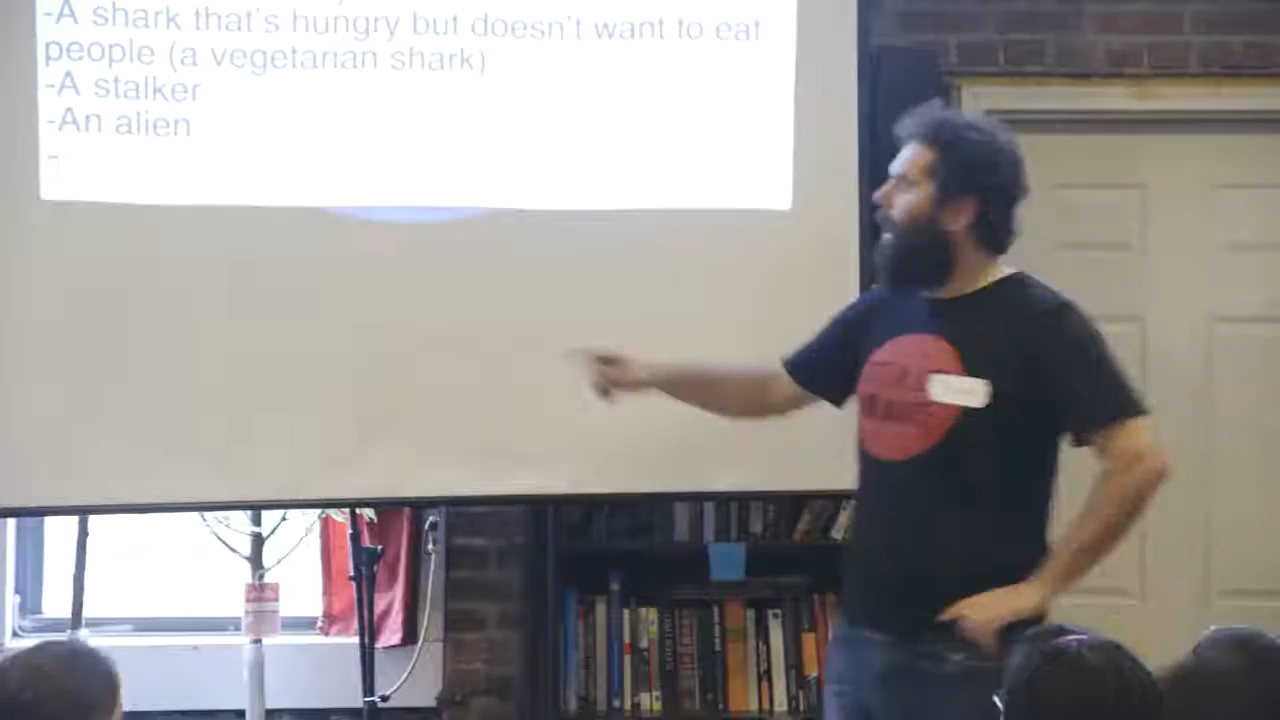 -A shark that's hungry but doesn't want to eat
people (a vegetarian shark)
-A stalker
-An alien
-